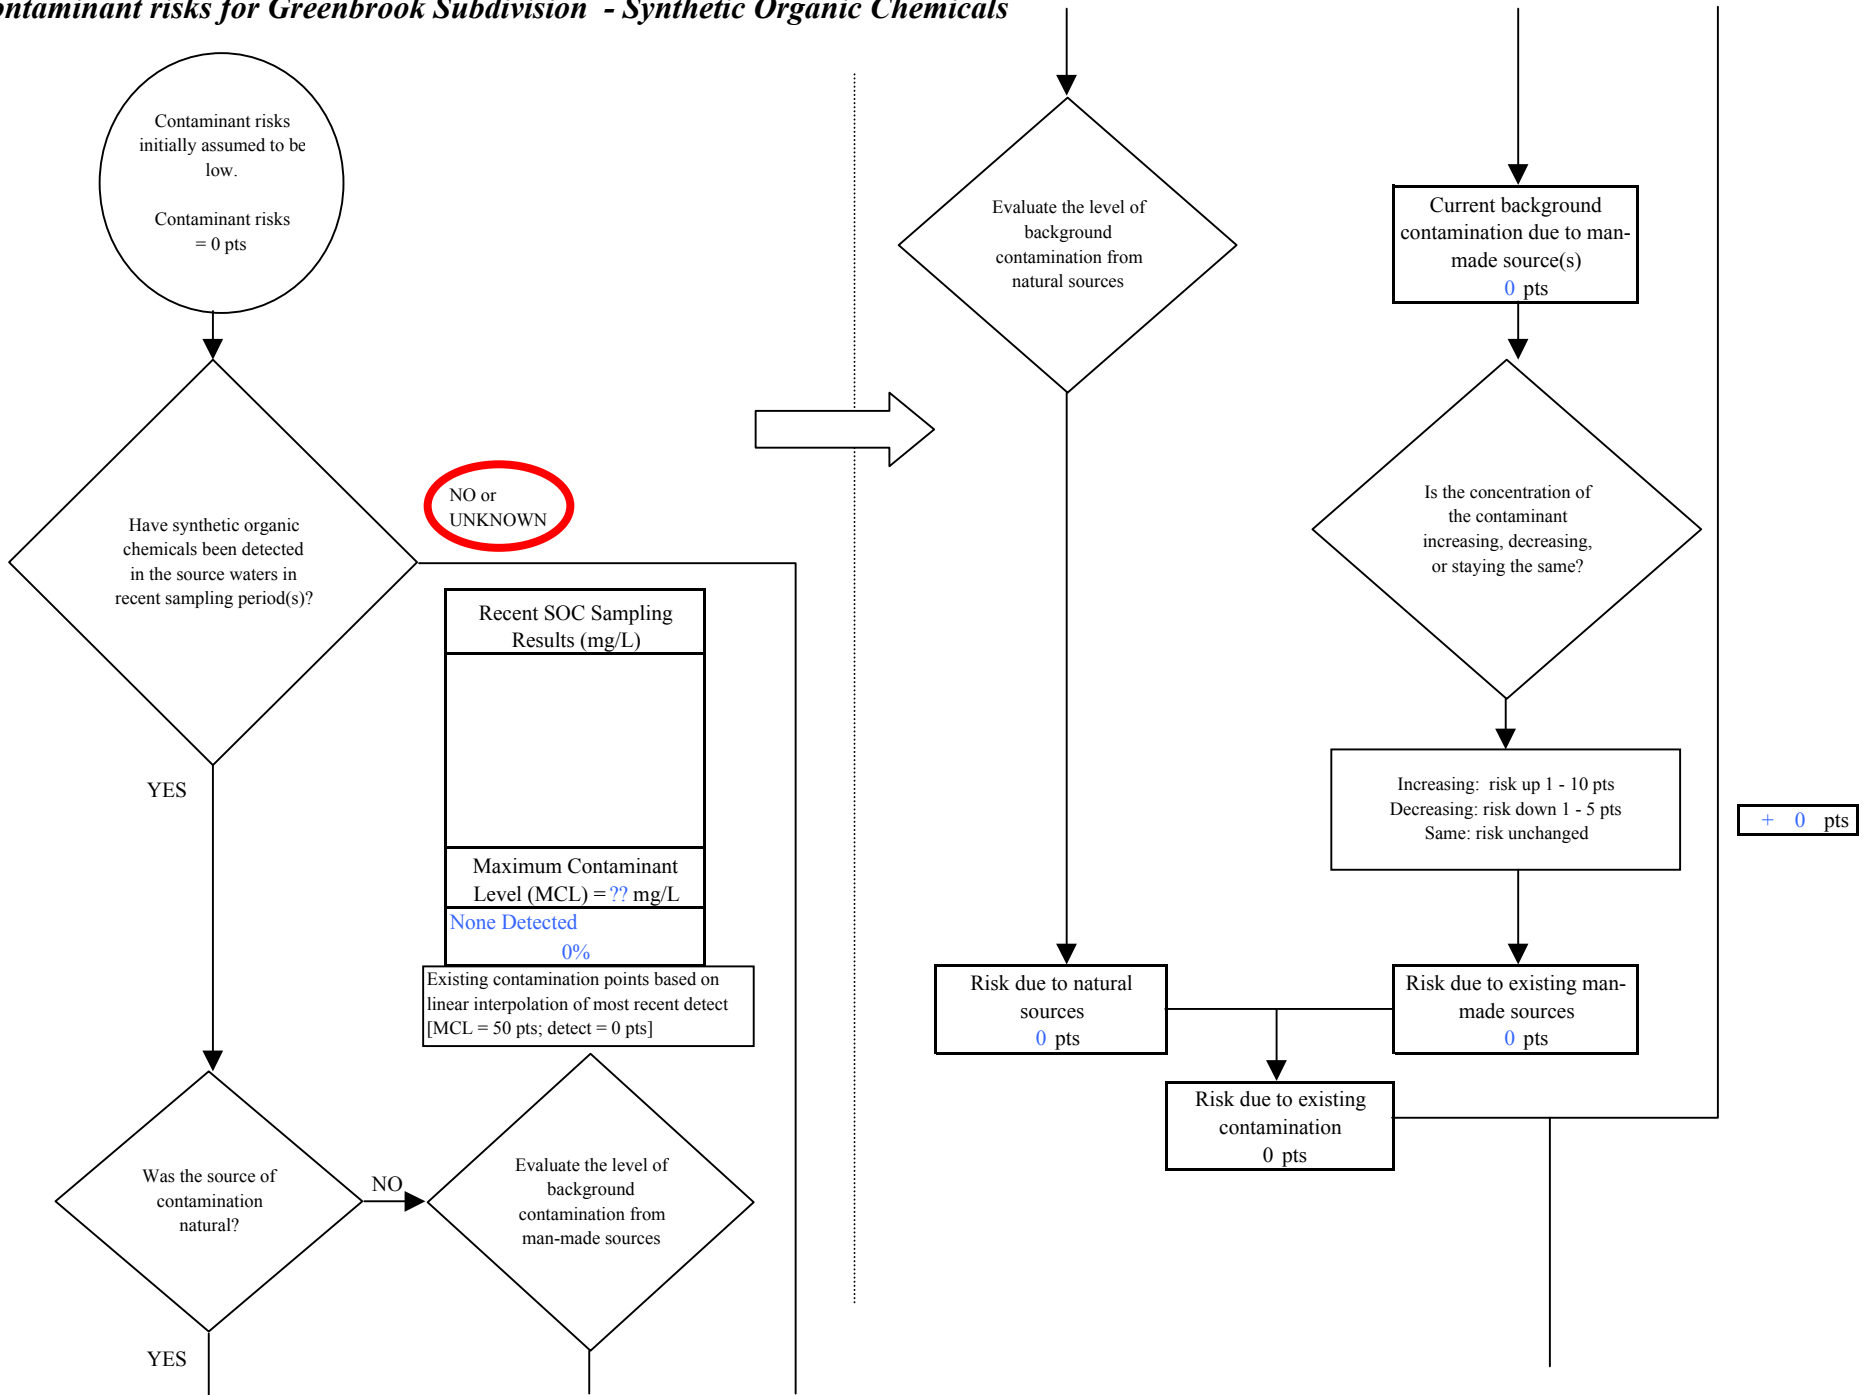 ontaminant risks for Greenbrook Subdivision - Synthetic Organic Chemicals
Contaminant risks
initially assumed to be
low.
Contaminant risks
= 0 pts
Have synthetic organic
chemicals been detected
in the source waters in
recent sampling period(s)?
NO or
UNKNOWN
YES
Recent SOC Sampling
Results (mg/L)
Maximum Contaminant
Level (MCL) = ?? mg/L
None Detected
0%
Existing contamination points based on
linear interpolation of most recent detect
[MCL = 50 pts; detect = 0 pts]
Was the source of
contamination
natural?
NO
YES
Evaluate the level of
background
contamination from
man-made sources
Evaluate the level of
background
contamination from
natural sources
Current background
contamination due to man-
made source(s)
0 pts
Is the concentration of
the contaminant
increasing, decreasing,
or staying the same?
Increasing: risk up 1 - 10 pts
Decreasing: risk down 1 - 5 pts
Same: risk unchanged
+ 0 pts
Risk due to natural
sources
0 pts
Risk due to existing man-
made sources
0 pts
Risk due to existing
contamination
0 pts